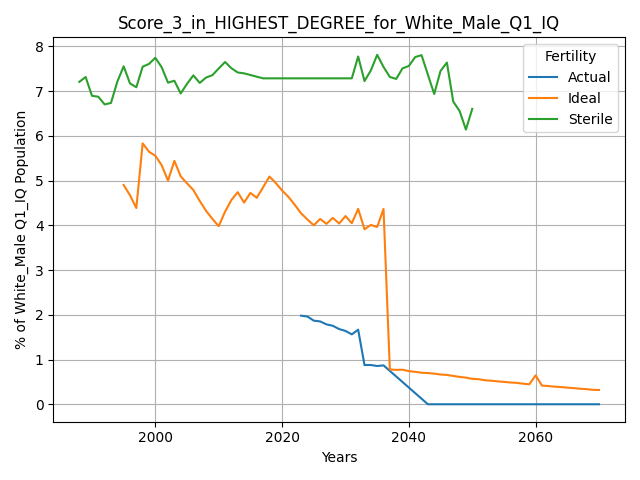 Score_3_in_HIGHEST_DEGREE_for_White_Male_Q1_IQ
% of White_Male Q1_IQ Population
8
7
6
5
4
3
2
1
0
Fertility
Actual
Ideal
Sterile
2000 2020 2040 2060
Years